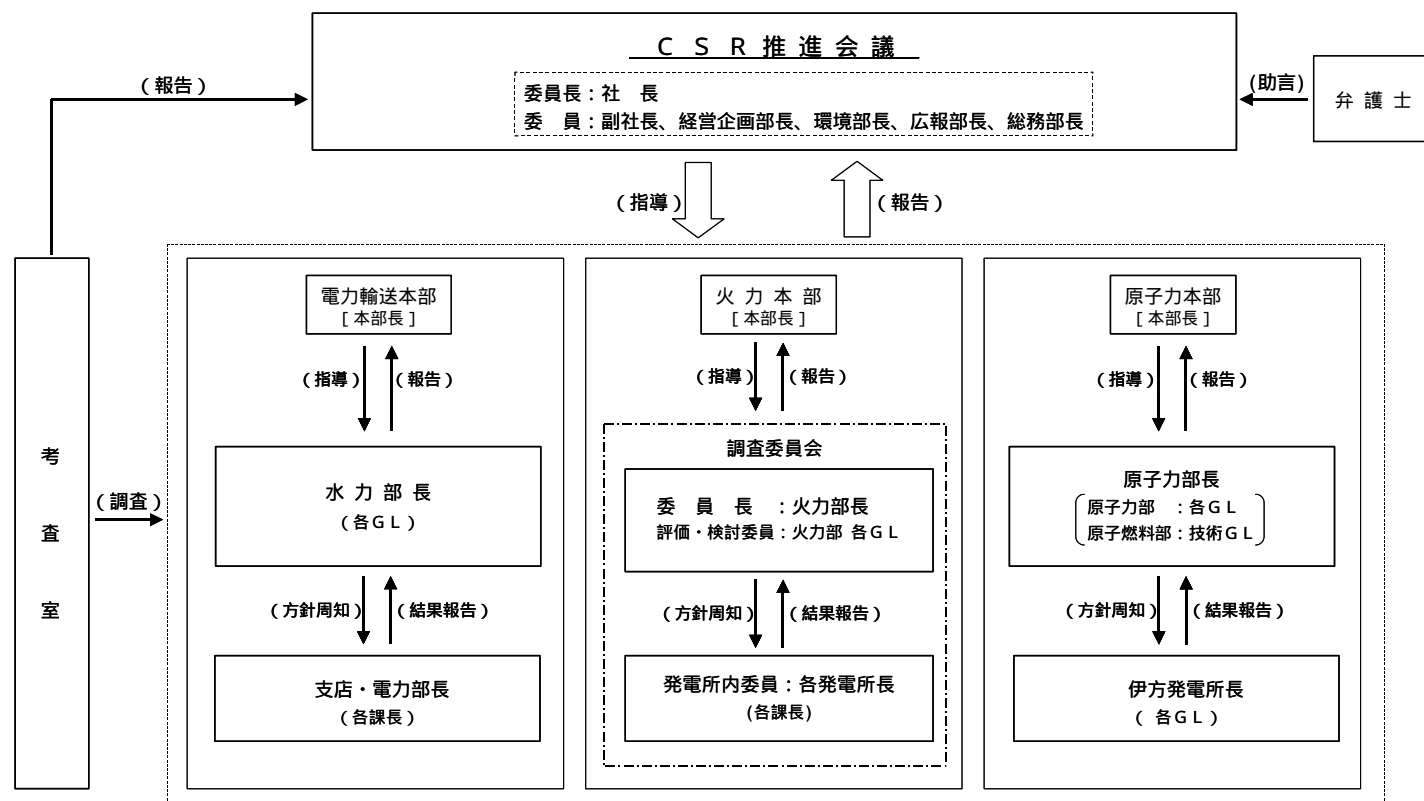 ＣＳＲ推進会議
委員長：社　長
委　員：副社長、経営企画部長、環境部長、広報部長、総務部長
（報告）
（助言）
弁護士
（指導）
（報告）
考査室
（調査）
電力輸送本部
［本部長］
（指導）
（報告）
水力部長
（各ＧＬ）
（方針周知）
（結果報告）
支店・電力部長
（各課長）
火力本部
［本部長］
（指導）
（報告）
調査委員会
委　員　長　：火力部長
評価・検討委員：火力部 各ＧＬ
（方針周知）
（結果報告）
発電所内委員：各発電所長
(各課長)
原子力本部
［本部長］
（指導）
（報告）
原子力部長
原子力部　：各ＧＬ
原子燃料部：技術ＧＬ
（方針周知）
（結果報告）
伊方発電所長
（ 各ＧＬ）